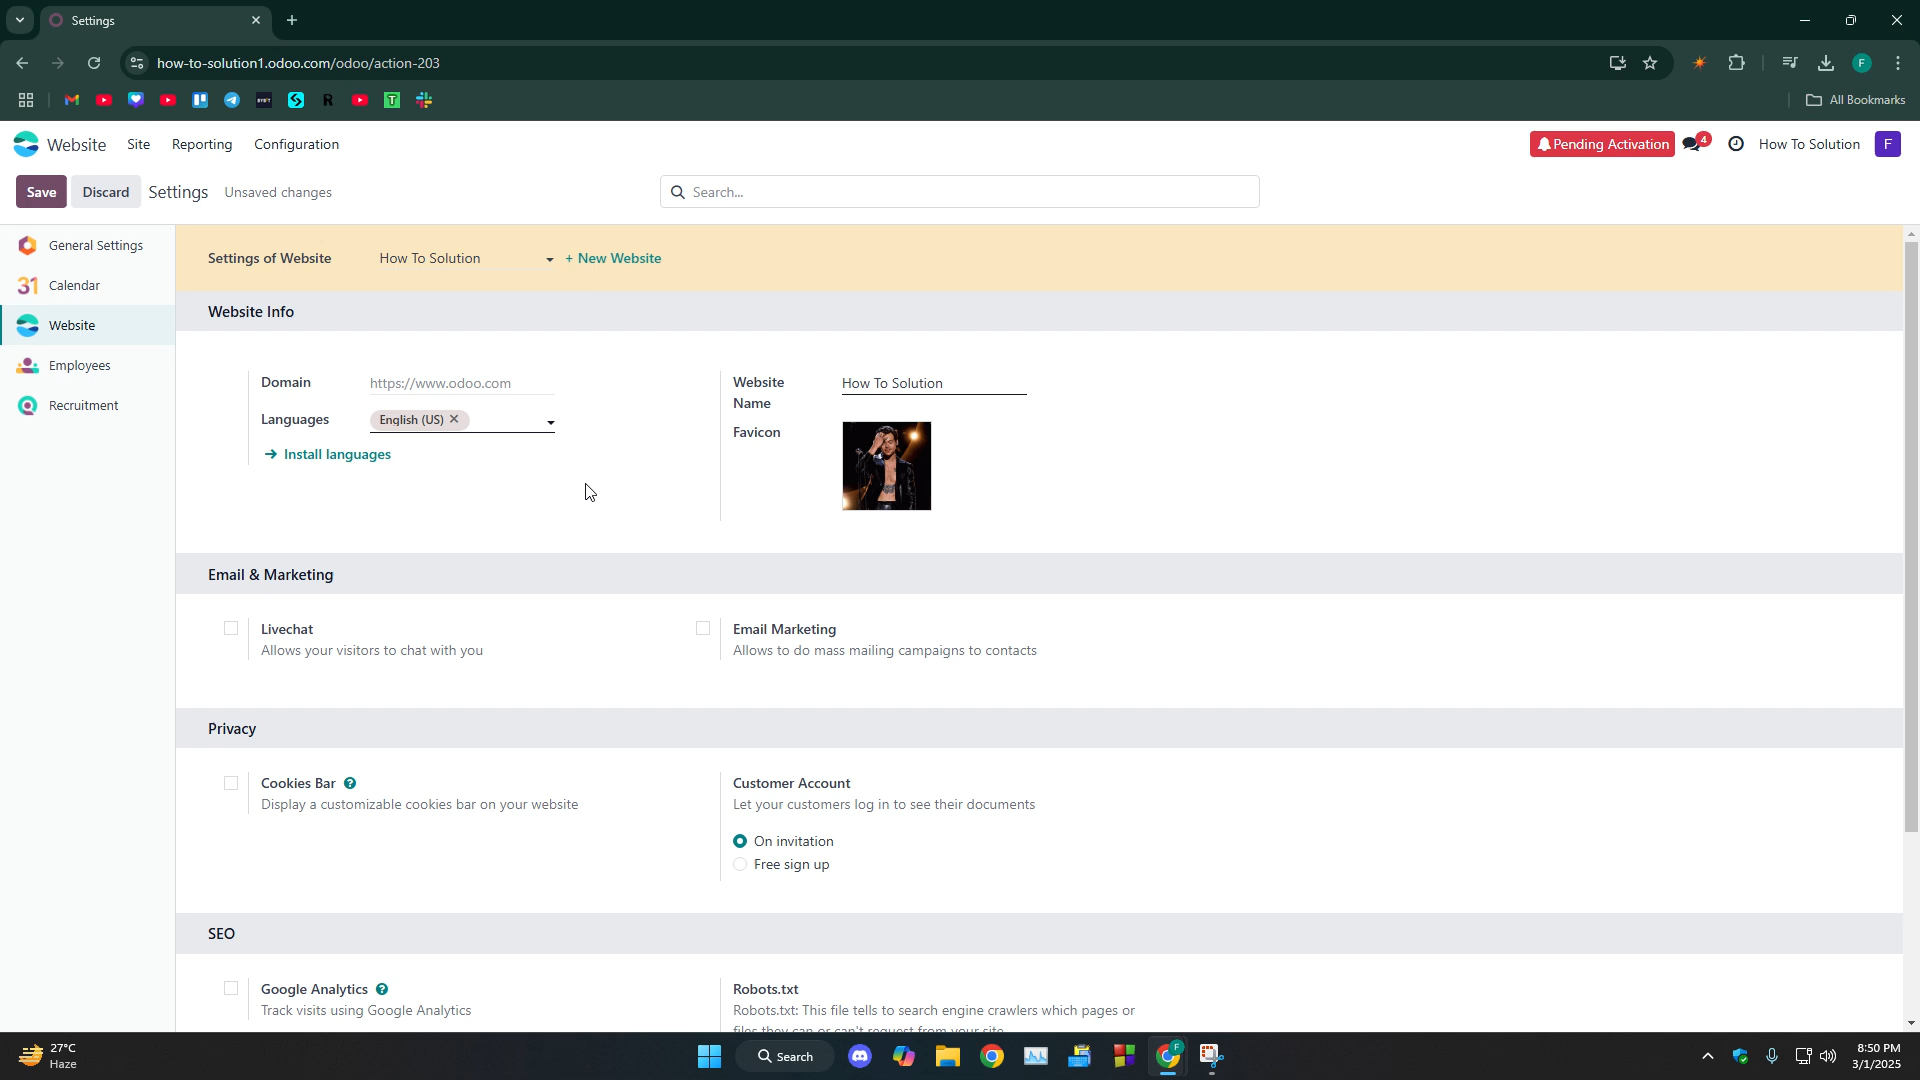 Settings
how-to-solution1.odoo.com/odoo/action-203
All Bookmarks
Website Site Reporting Configuration
Pending Activation 4 How To Solution F
Save Discard Settings Unsaved changes
Search...
General Settings
31 Calendar
Website
Employees
Recruitment
Settings of Website How To Solution + New Website
Website Info
Domain https://www.odoo.com
Languages English (US)
Install languages
Website Name How To Solution
Favicon
Email & Marketing
Livechat
Allows your visitors to chat with you
Email Marketing
Allows to do mass mailing campaigns to contacts
Privacy
Cookies Bar ?
Display a customizable cookies bar on your website
Customer Account
Let your customers log in to see their documents
On invitation
Free sign up
SEO
Google Analytics ?
Track visits using Google Analytics
Robots.txt
Robots.txt: This file tells to search engine crawlers which pages or
files they can or can't request from your site.
27°C
Haze
Search
8:50 PM
3/1/2025